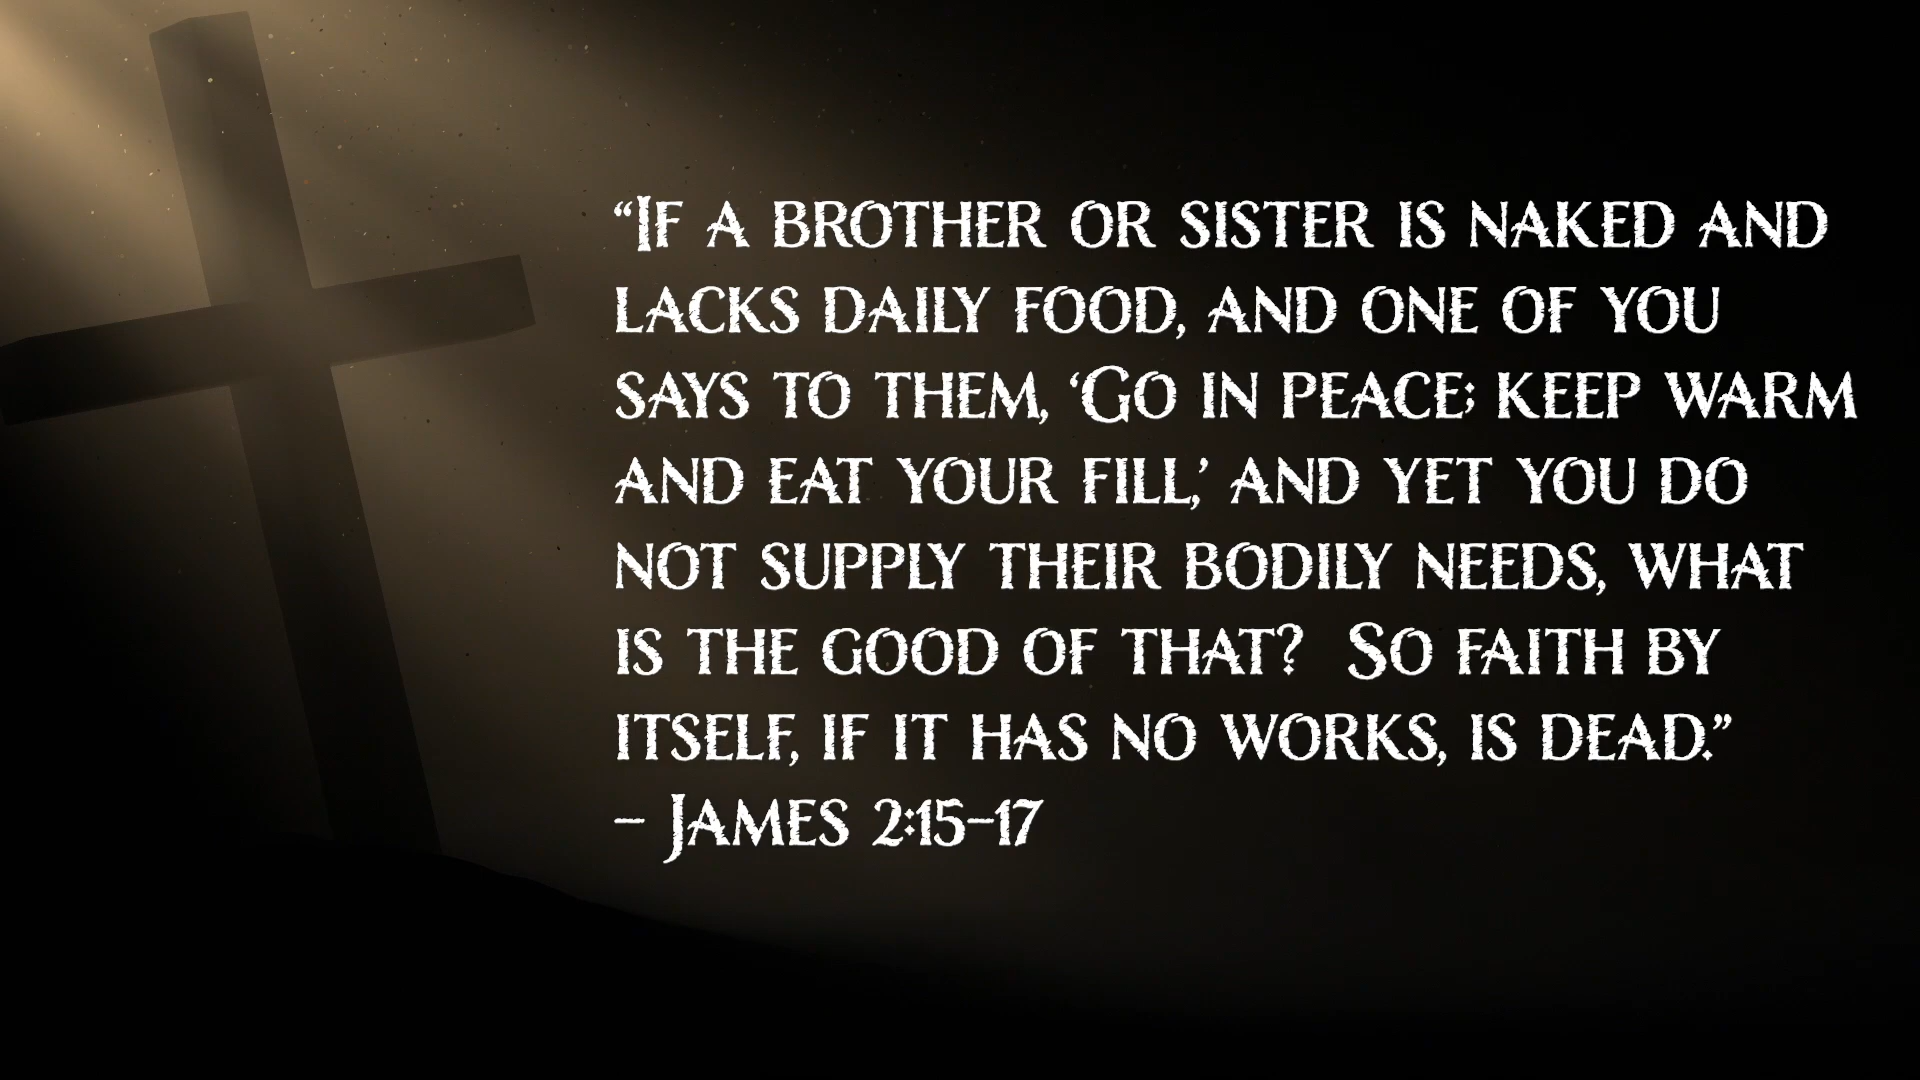 “If a brother or sister is naked and
lacks daily food, and one of you
says to them, ‘Go in peace; keep warm
and eat your fill,’ and yet you do
not supply their bodily needs, what
is the good of that?  So faith by
itself, if it has no works, is dead.”
– James 2:15–17